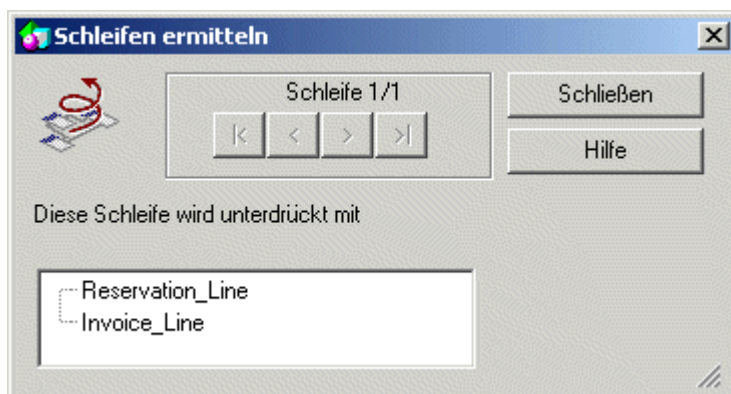 Schleifen ermitteln
Schleife 1/1
Schließen
Hilfe
Diese Schleife wird unterdrückt mit
Reservation_Line
Invoice_Line